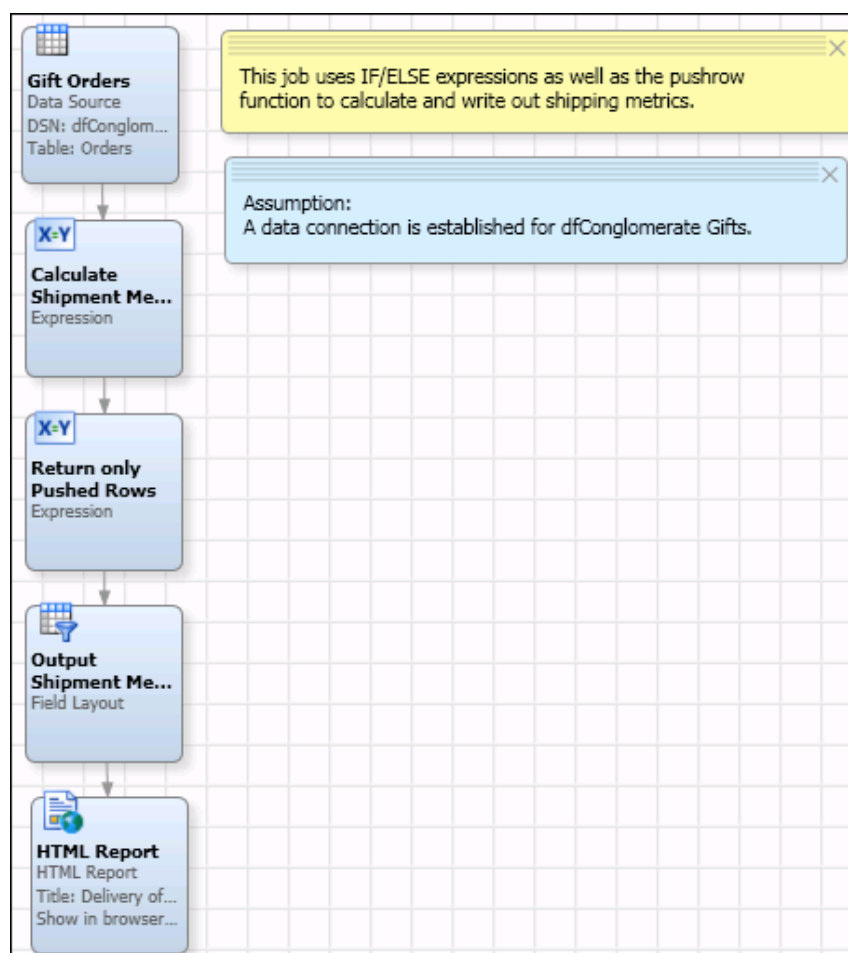 Gift Orders
Data Source
DSN: dfConglom...
Table: Orders
This job uses IF/ELSE expressions as well as the pushrow
function to calculate and write out shipping metrics.
Assumption:
A data connection is established for dfConglomerate Gifts.
X=Y
Calculate
Shipment Me...
Expression
X=Y
Return only
Pushed Rows
Expression
Output
Shipment Me...
Field Layout
HTML Report
HTML Report
Title: Delivery of...
Show in browser...